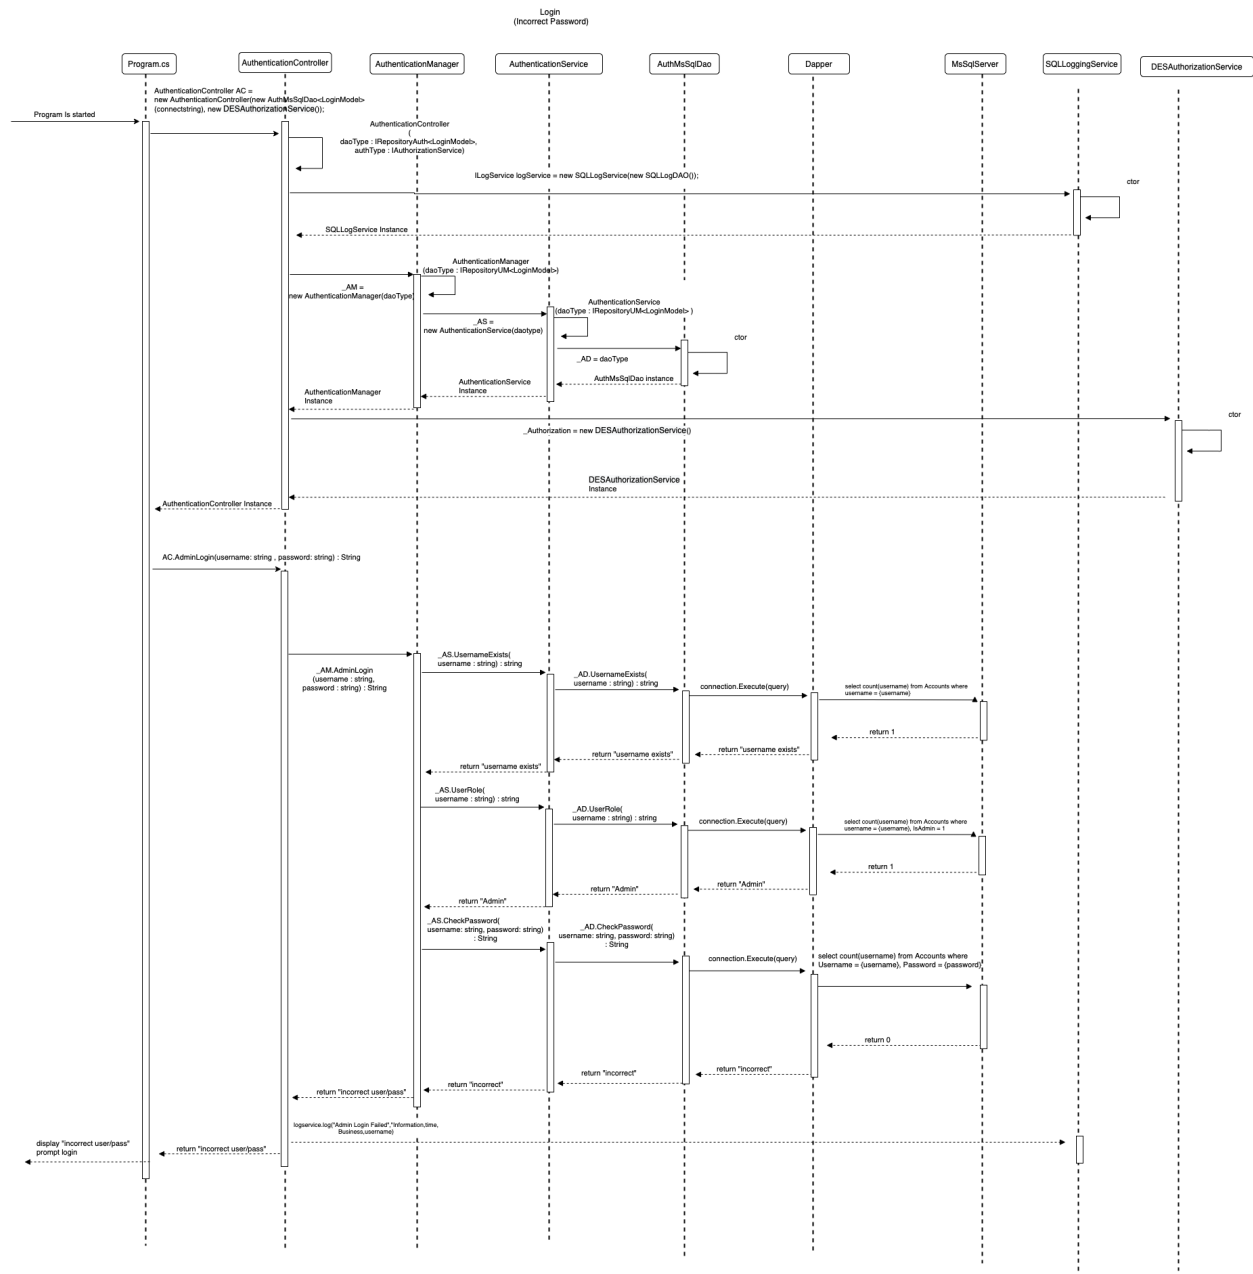 Login
(Incorrect Password)
Program.cs
AuthenticationController
AuthenticationManager
AuthenticationService
AuthMsSqlDao
Dapper
MsSqlServer
SQLLoggingService
DESAuthorizationService
AuthenticationController AC =
new AuthenticationController(new AuthMsSqlDao<LoginModel>
(connectstring), new DESAuthorizationService());
Program Is started
AuthenticationController
(
daoType : IRepositoryAuth<LoginModel>,
authType : IAuthorizationService)
ILogService logService = new SQLLogService(new SQLLogDAO());
ctor
SQLLogService Instance
AuthenticationManager
(daoType : IRepositoryUM<LoginModel>)
_AM =
new AuthenticationManager(daoType)
AuthenticationService
(daoType : IRepositoryUM<LoginModel> )
_AS =
new AuthenticationService(daotype)
ctor
_AD = daoType
AuthMsSqlDao instance
AuthenticationService
Instance
AuthenticationManager
Instance
ctor
_Authorization = new DESAuthorizationService()
DESAuthorizationService
Instance
AuthenticationController Instance
AC.AdminLogin(username: string , password: string) : String
_AM.AdminLogin
(username : string,
password : string) : String
_AS.UsernameExists(
username : string) : string
_AD.UsernameExists(
username : string) : string
connection.Execute(query)
select count(username) from Accounts where
username = {username}
return 1
return "username exists"
return "username exists"
return "username exists"
_AS.UserRole(
username : string) : string
_AD.UserRole(
username : string) : string
connection.Execute(query)
select count(username) from Accounts where
username = {username}, IsAdmin = 1
return 1
return "Admin"
return "Admin"
return "Admin"
_AS.CheckPassword(
username: string, password: string)
: String
_AD.CheckPassword(
username: string, password: string)
: String
connection.Execute(query)
select count(username) from Accounts where
Username = {username}, Password = {password}
return 0
return "incorrect"
return "incorrect"
return "incorrect"
return "incorrect user/pass"
logservice.log("Admin Login Failed","Information,time,
Business,username)
return "incorrect user/pass"
display "incorrect user/pass"
prompt login